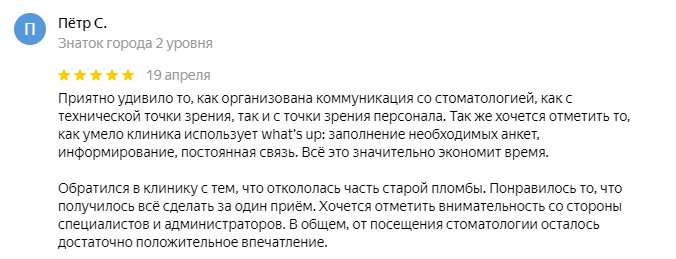 П
Пётр С.
Знаток города 2 уровня
19 апреля
Приятно удивило то, как организована коммуникация со стоматологией, как с
технической точки зрения, так и с точки зрения персонала. Так же хочется отметить то,
как умело клиника использует what's up: заполнение необходимых анкет,
информирование, постоянная связь. Всё это значительно экономит время.
Обратился в клинику с тем, что откололась часть старой пломбы. Понравилось то, что
получилось всё сделать за один приём. Хочется отметить внимательность со стороны
специалистов и администраторов. В общем, от посещения стоматологии осталось
достаточно положительное впечатление.